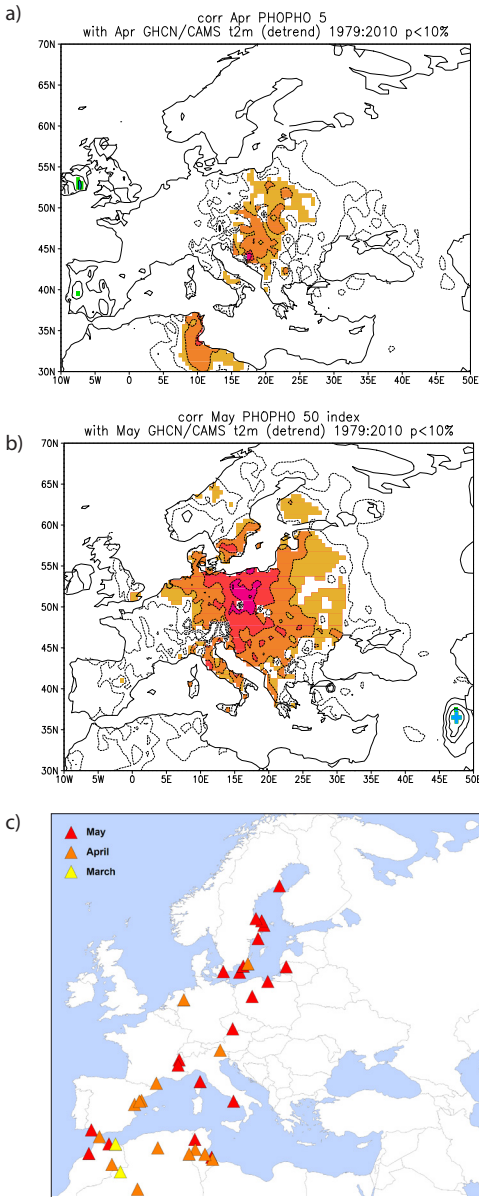 a)
corr Apr PHOPHO 5
with Apr GHCN/CAMS t2m (detrend) 1979:2010 p<10%
70N
65N
60N
55N
50N
45N
40N
35N
30N
10W 5W 0 5E 10E 15E 20E 25E 30E 35E 40E 45E 50E
b)
corr May PHOPHO 50 index
with May GHCN/CAMS t2m (detrend) 1979:2010 p<10%
70N
65N
60N
55N
50N
45N
40N
35N
30N
10W 5W 0 5E 10E 15E 20E 25E 30E 35E 40E 45E 50E
c)
May
April
March